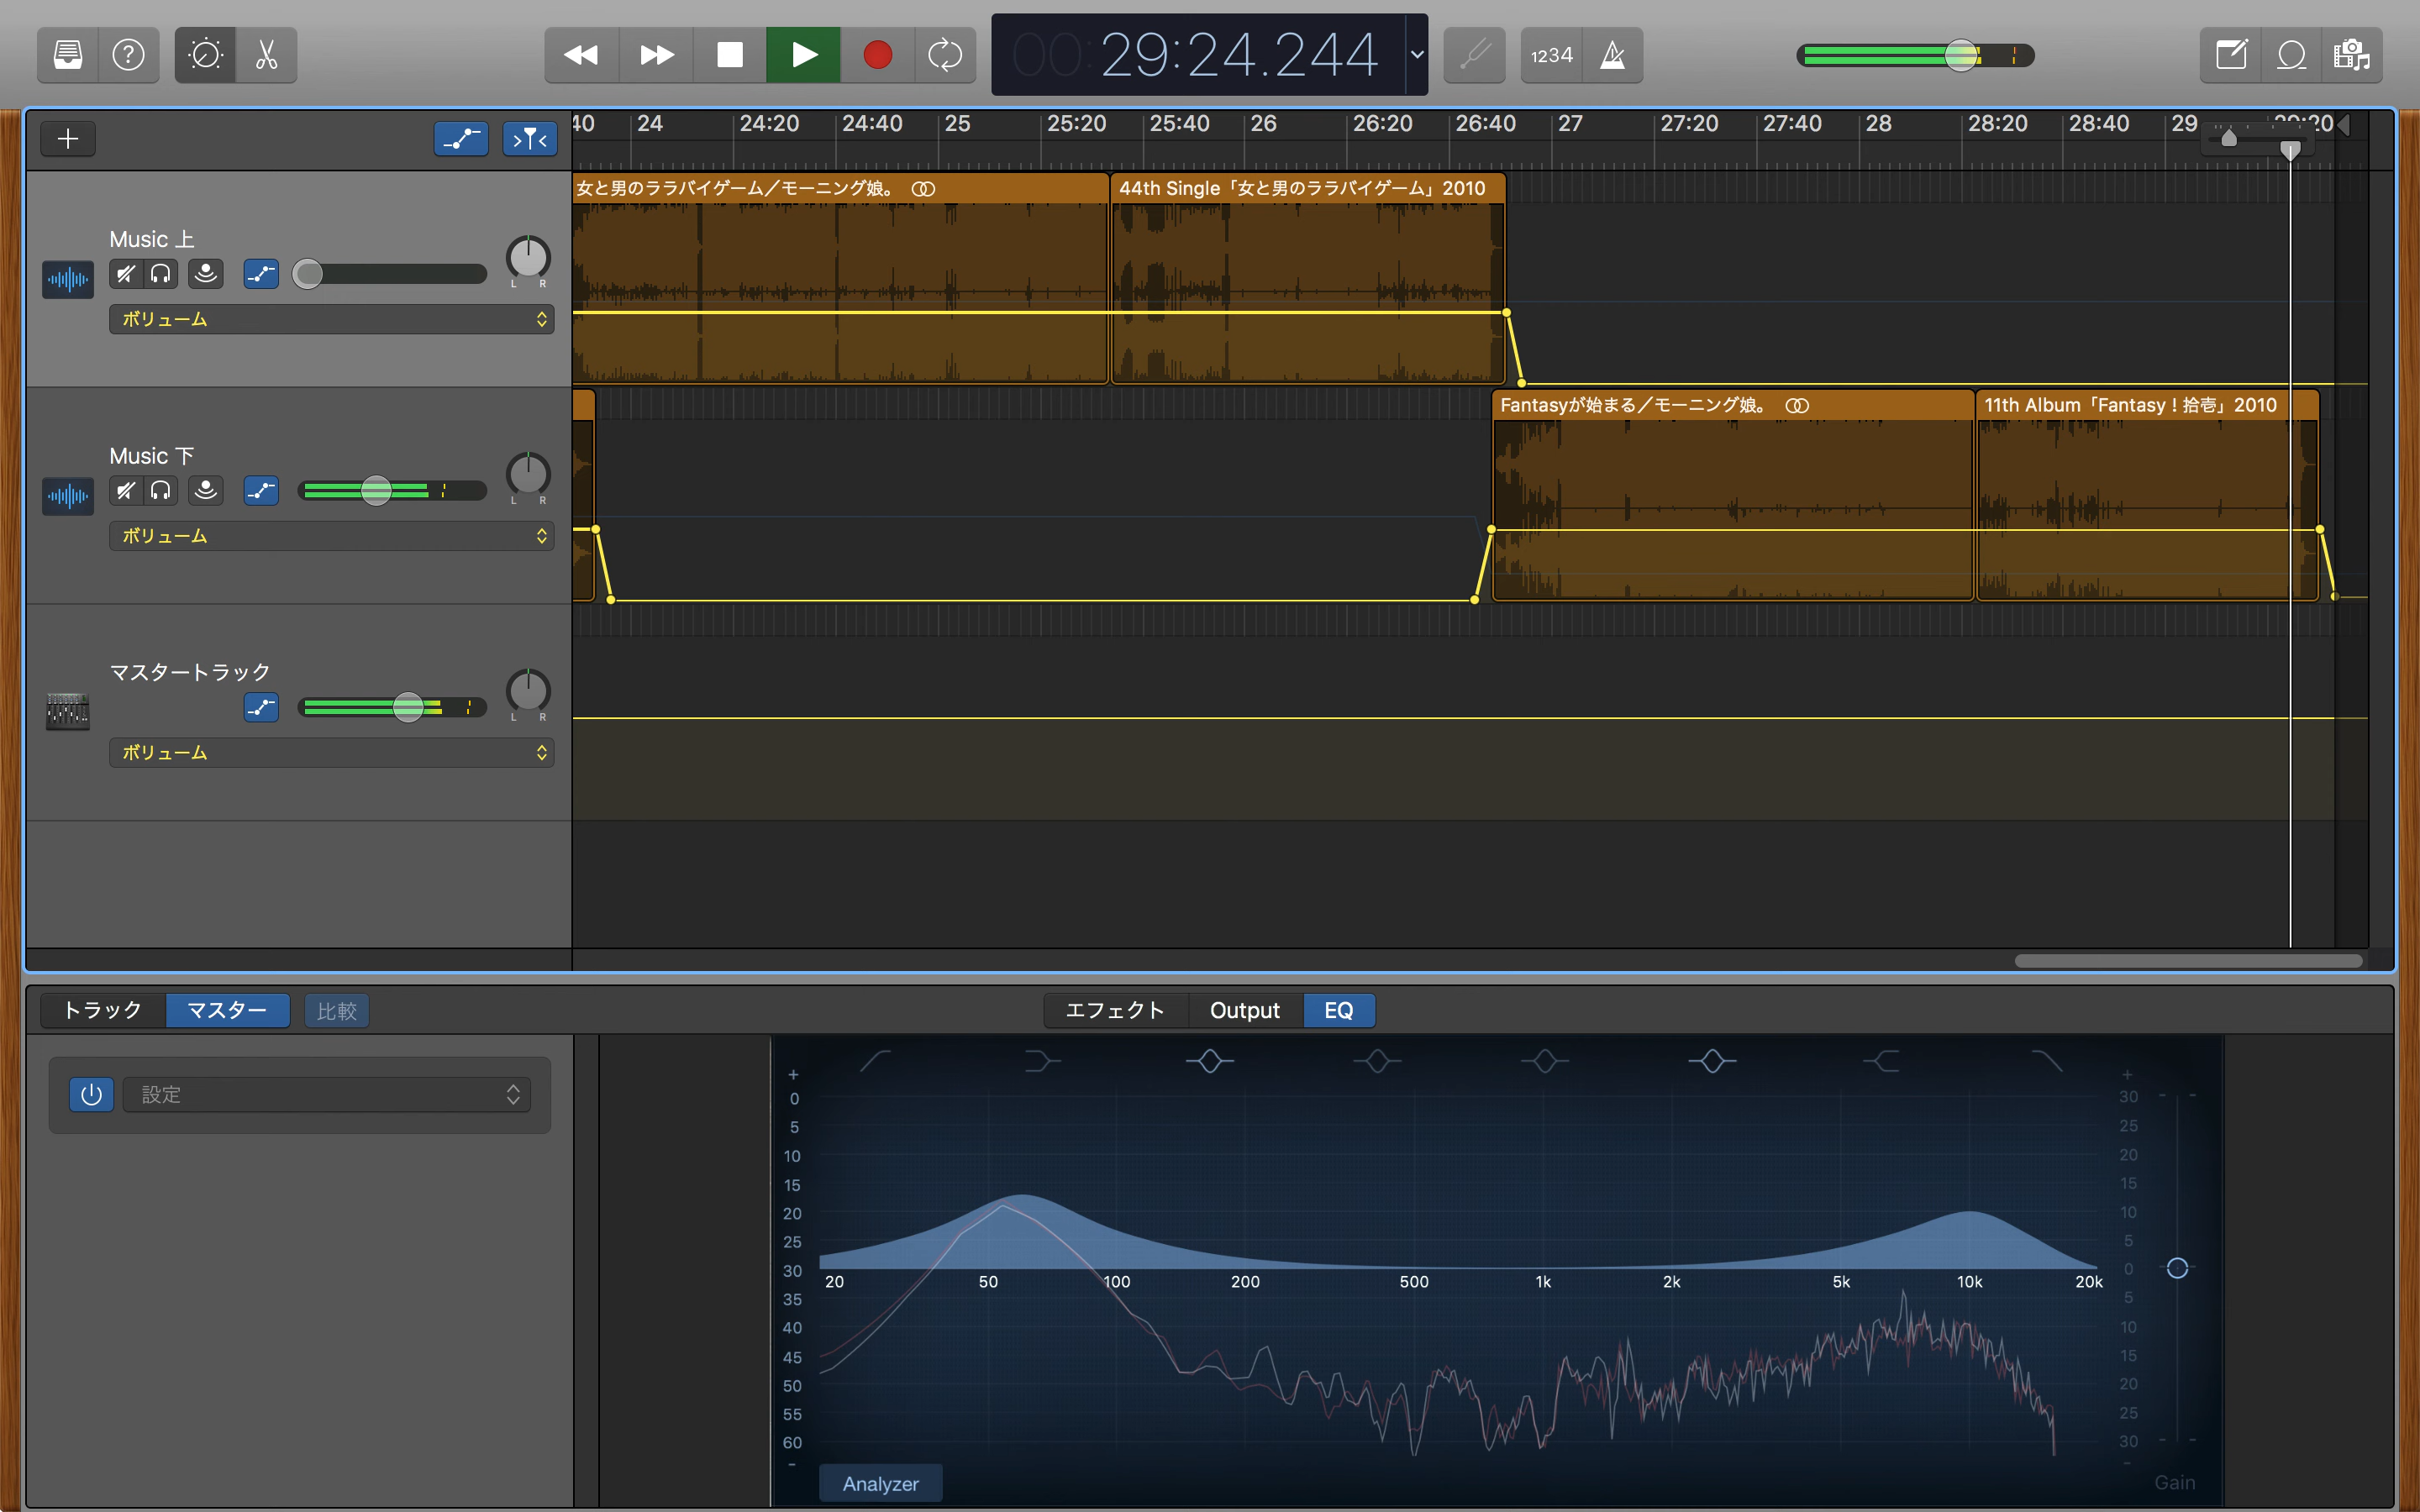 00:29:24.244
1234
40 24 24:20 24:40 25 25:20 25:40 26 26:20 26:40 27 27:20 27:40 28 28:20 28:40 29 29:20
女と男のララバイゲーム／モーニング娘。
44th Single「女と男のララバイゲーム」2010
Music 上
L R
ボリューム
Fantasyが始まる／モーニング娘。
11th Album「Fantasy！拾壱」2010
Music 下
L R
ボリューム
マスタートラック
L R
ボリューム
トラック マスター 比較 エフェクト Output EQ
設定
+ +
0 30
5 25
10 20
15 15
20 10
25 5
30 20 50 100 200 500 1k 2k 5k 10k 20k 0
35 5
40 10
45 15
50 20
55 25
60 30
- -
Analyzer Gain